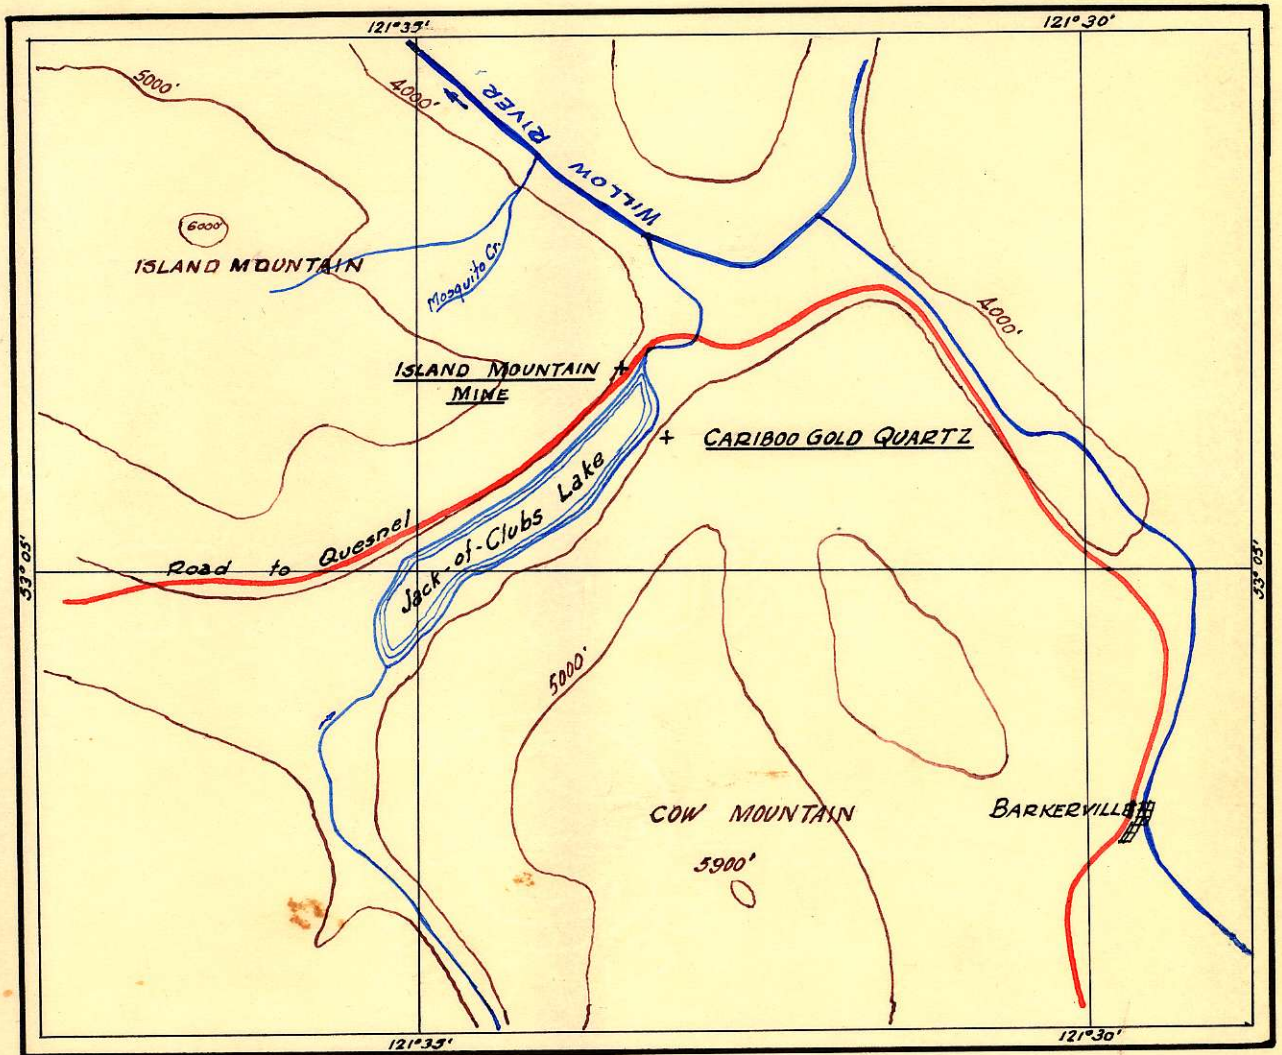 121°35'
121°30'
5000'
4000'
WILLOW RIVER
6000'
ISLAND MOUNTAIN
Mosquito Cr.
4000'
ISLAND MOUNTAIN
MINE
CARIBOO GOLD QUARTZ
Jack-of-Clubs Lake
Road to Quesnel
53°05'
53°05'
5000'
COW MOUNTAIN
5900'
BARKERVILLE
121°35'
121°30'